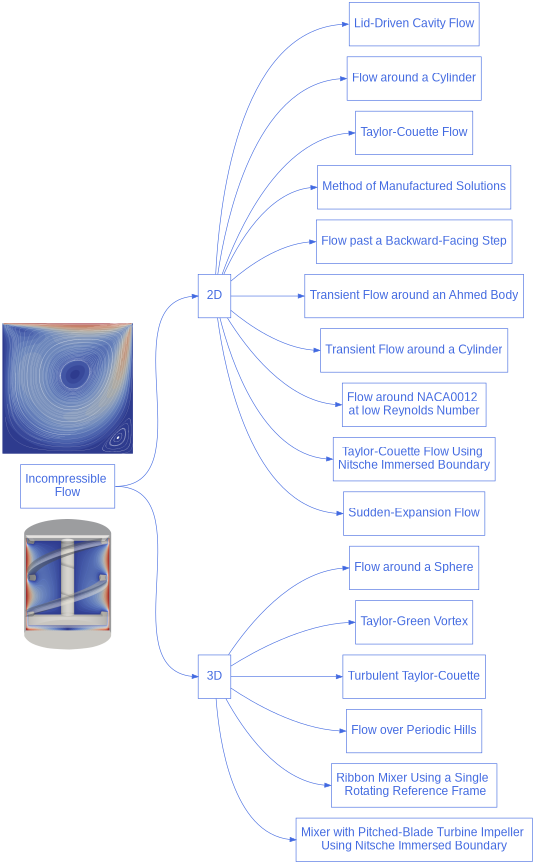 Lid-Driven Cavity Flow
Flow around a Cylinder
Taylor-Couette Flow
Method of Manufactured Solutions
Flow past a Backward-Facing Step
2D
Transient Flow around an Ahmed Body
Transient Flow around a Cylinder
Flow around NACA0012
at low Reynolds Number
Taylor-Couette Flow Using
Nitsche Immersed Boundary
Incompressible
Flow
Sudden-Expansion Flow
Flow around a Sphere
Taylor-Green Vortex
3D
Turbulent Taylor-Couette
Flow over Periodic Hills
Ribbon Mixer Using a Single
Rotating Reference Frame
Mixer with Pitched-Blade Turbine Impeller
Using Nitsche Immersed Boundary